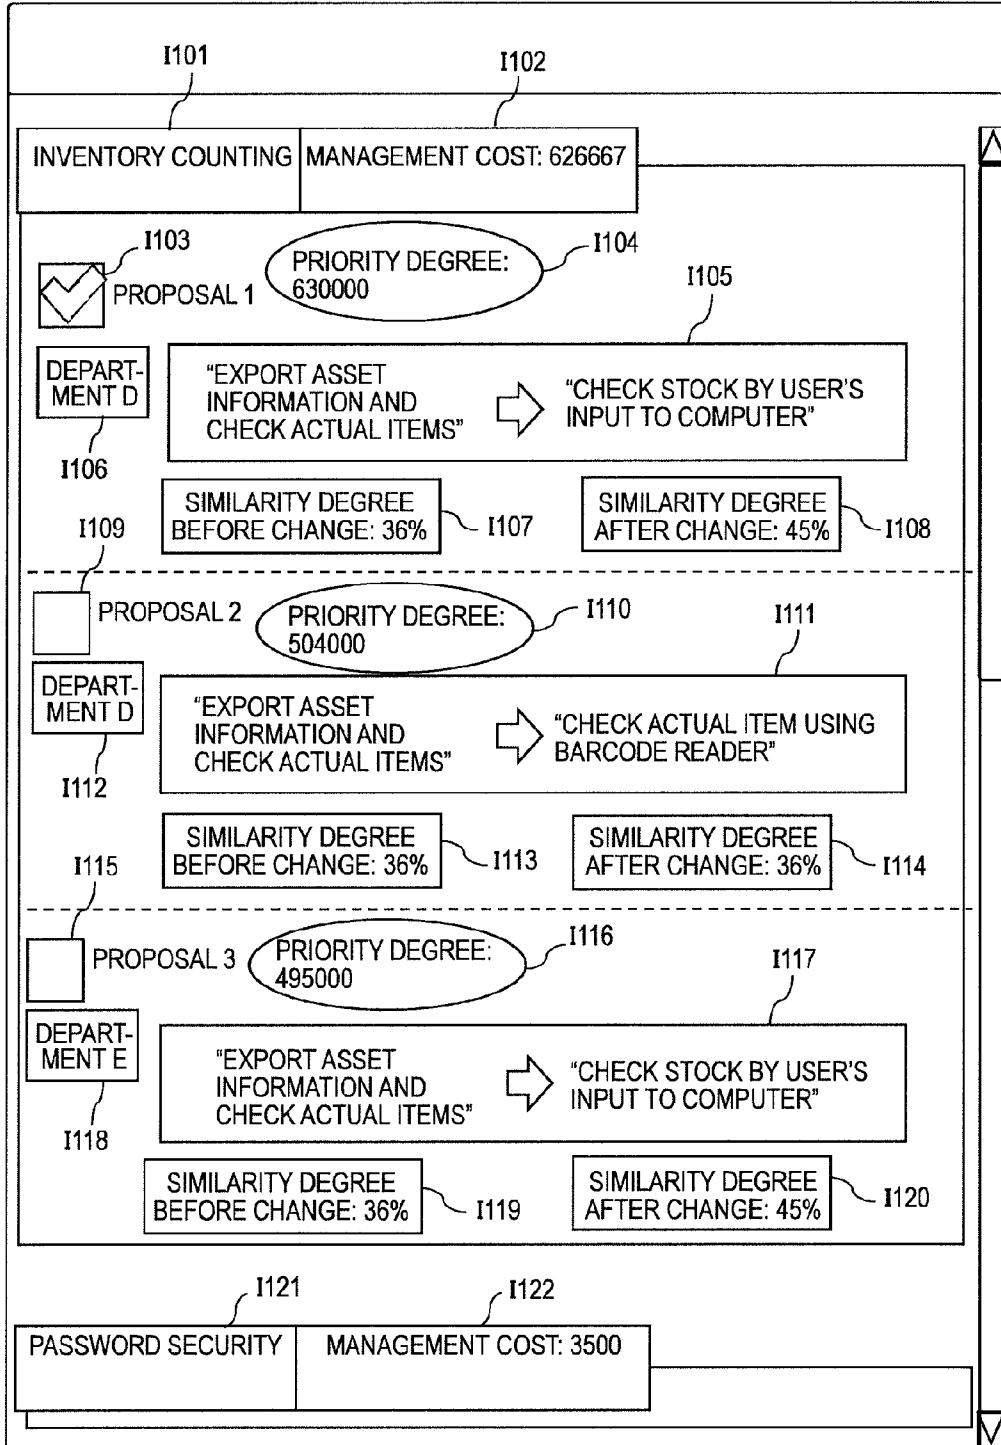 I101
I102
INVENTORY COUNTING
MANAGEMENT COST: 626667
I103
I104
PROPOSAL 1
PRIORITY DEGREE:
630000
I105
DEPART-
MENT D
"EXPORT ASSET
INFORMATION AND
CHECK ACTUAL ITEMS"
"CHECK STOCK BY USER'S
INPUT TO COMPUTER"
I106
SIMILARITY DEGREE
BEFORE CHANGE: 36%
I107
SIMILARITY DEGREE
AFTER CHANGE: 45%
I108
I109
PROPOSAL 2
PRIORITY DEGREE:
504000
I110
I111
DEPART-
MENT D
"EXPORT ASSET
INFORMATION AND
CHECK ACTUAL ITEMS"
"CHECK ACTUAL ITEM USING
BARCODE READER"
I112
SIMILARITY DEGREE
BEFORE CHANGE: 36%
I113
SIMILARITY DEGREE
AFTER CHANGE: 36%
I114
I115
PROPOSAL 3
PRIORITY DEGREE:
495000
I116
I117
DEPART-
MENT E
"EXPORT ASSET
INFORMATION AND
CHECK ACTUAL ITEMS"
"CHECK STOCK BY USER'S
INPUT TO COMPUTER"
I118
SIMILARITY DEGREE
BEFORE CHANGE: 36%
I119
SIMILARITY DEGREE
AFTER CHANGE: 45%
I120
I121
I122
PASSWORD SECURITY
MANAGEMENT COST: 3500